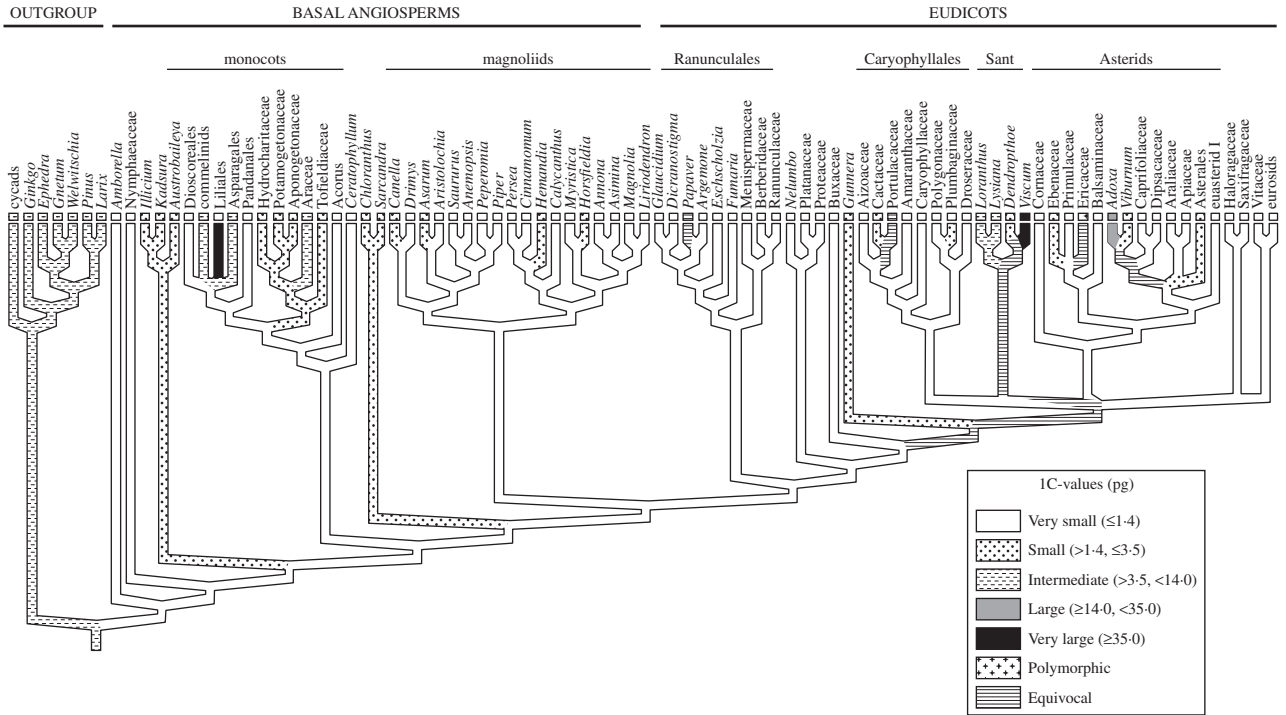 OUTGROUP
BASAL ANGIOSPERMS
EUDICOTS
monocots
magnoliids
Ranunculales
Caryophyllales
Sant
Asterids
cycads
Ginkgo
Ephedra
Gnetum
Welwitschia
Pinus
Larix
Amborella
Nymphaeaceae
Illicium
Kadsura
Austrobaileya
Dioscoreales
commelinids
Liliales
Asparagales
Pandanales
Hydrocharitaceae
Potamogetonaceae
Aponogetonaceae
Araceae
Tofieldiaceae
Acorus
Ceratophyllum
Chloranthus
Sarcandra
Canella
Drimys
Asarum
Aristolochia
Saururus
Anemopsis
Peperomia
Piper
Persea
Cinnamomum
Hernandia
Calycanthus
Myristica
Horsfieldia
Annona
Asimina
Magnolia
Liriodendron
Glaucidium
Dicranostigma
Papaver
Argemone
Eschscholzia
Fumaria
Menispermaceae
Berberidaceae
Ranunculaceae
Nelumbo
Platanaceae
Proteaceae
Buxaceae
Gunnera
Aizoaceae
Cactaceae
Portulacaceae
Amaranthaceae
Caryophyllaceae
Polygonaceae
Plumbaginaceae
Droseraceae
Loranthus
Lysiana
Dendropthoe
Viscum
Cornaceae
Ebenaceae
Primulaceae
Ericaceae
Balsaminaceae
Adoxa
Viburnum
Caprifoliaceae
Dipsacaceae
Araliaceae
Apiaceae
Asterales
euasterid I
Haloragaceae
Saxifragaceae
Vitaceae
eurosids
1C-values (pg)
Very small (≤1·4)
Small (>1·4, ≤3·5)
Intermediate (>3·5, <14·0)
Large (≥14·0, <35·0)
Very large (≥35·0)
Polymorphic
Equivocal